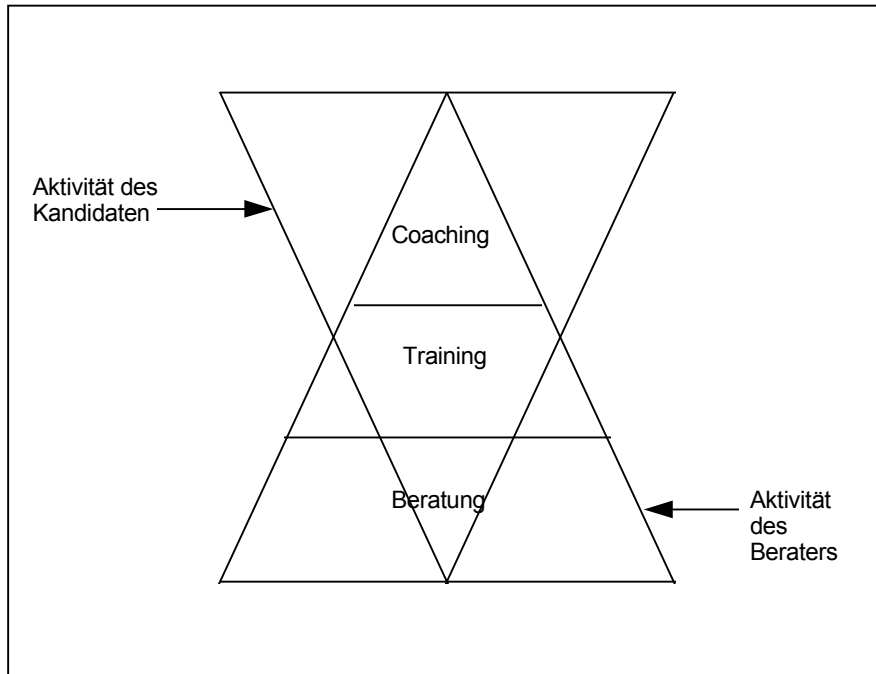 Aktivität des
Kandidaten
Coaching
Training
Beratung
Aktivität
des
Beraters